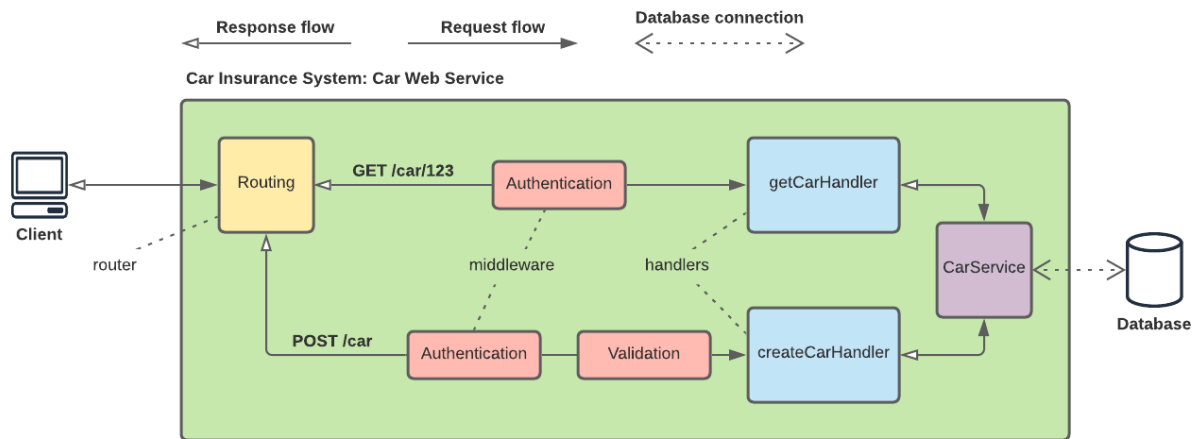 Response flow
Request flow
Database connection
Car Insurance System: Car Web Service
Routing
GET /car/123
Authentication
getCarHandler
Client
router
middleware
handlers
CarService
Database
POST /car
Authentication
Validation
createCarHandler